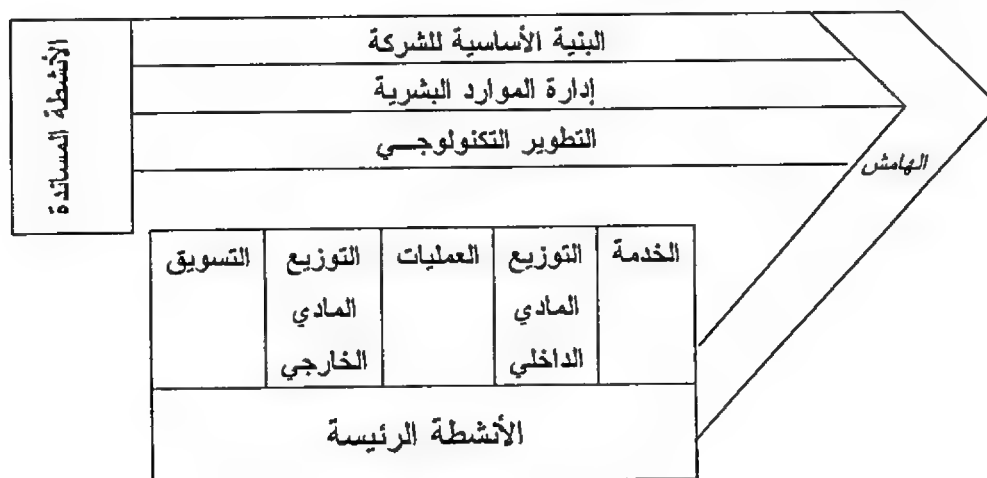 البنية الأساسية للشركة
إدارة الموارد البشرية
التطوير التكنولوجـــي
الأنشطة المساندة
الهامش
الخدمة
التوزيع
المادي
الداخلي
العمليات
التوزيع
المادي
الخارجي
التسويق
الأنشطة الرئيسة